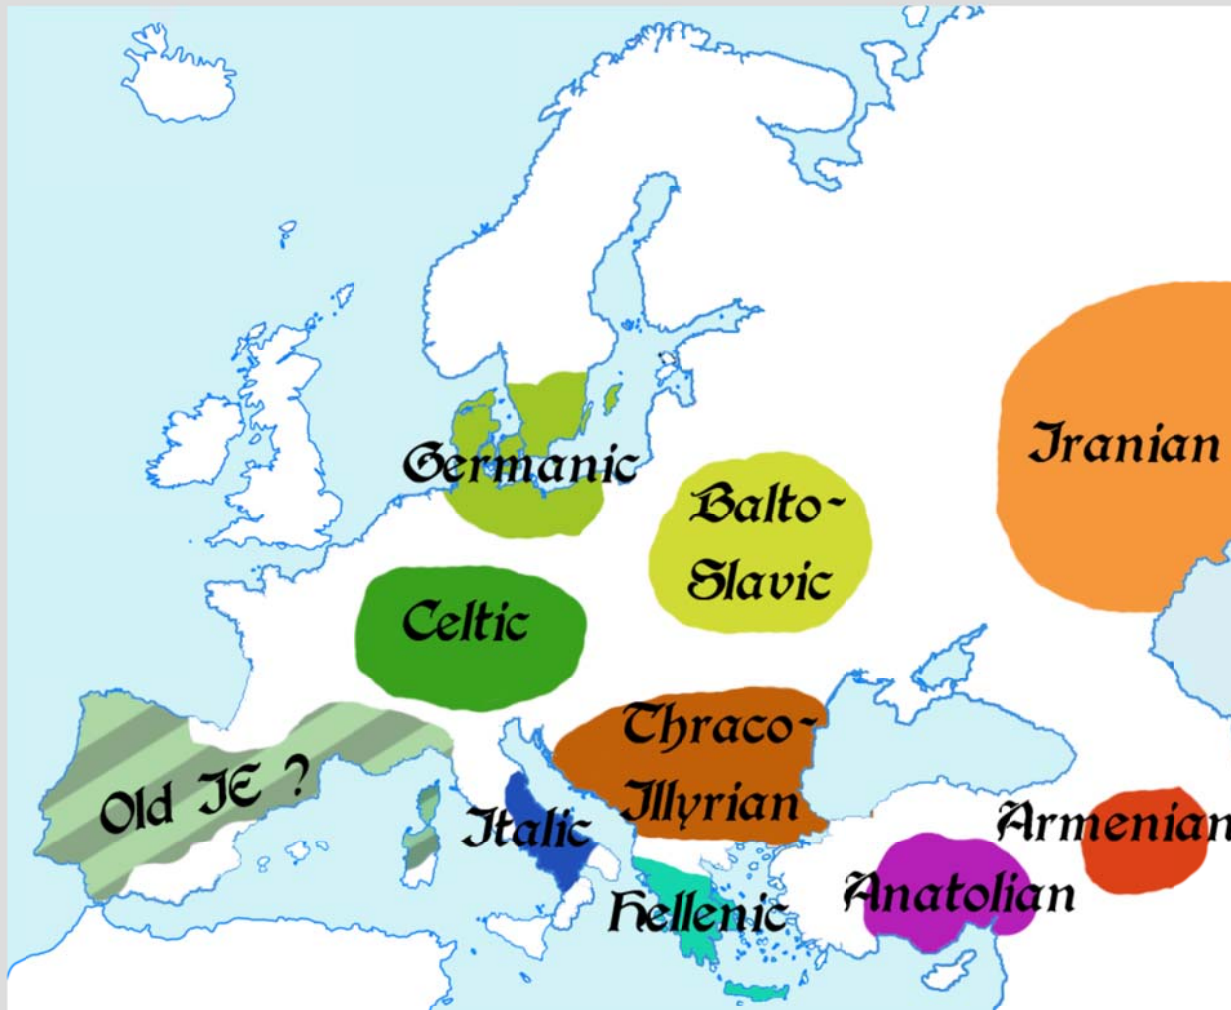 Germanic
Iranian
Balto-
Slavic
Celtic
Thraco-
Illyrian
Old IE ?
Italic
Armenian
Anatolian
Hellenic